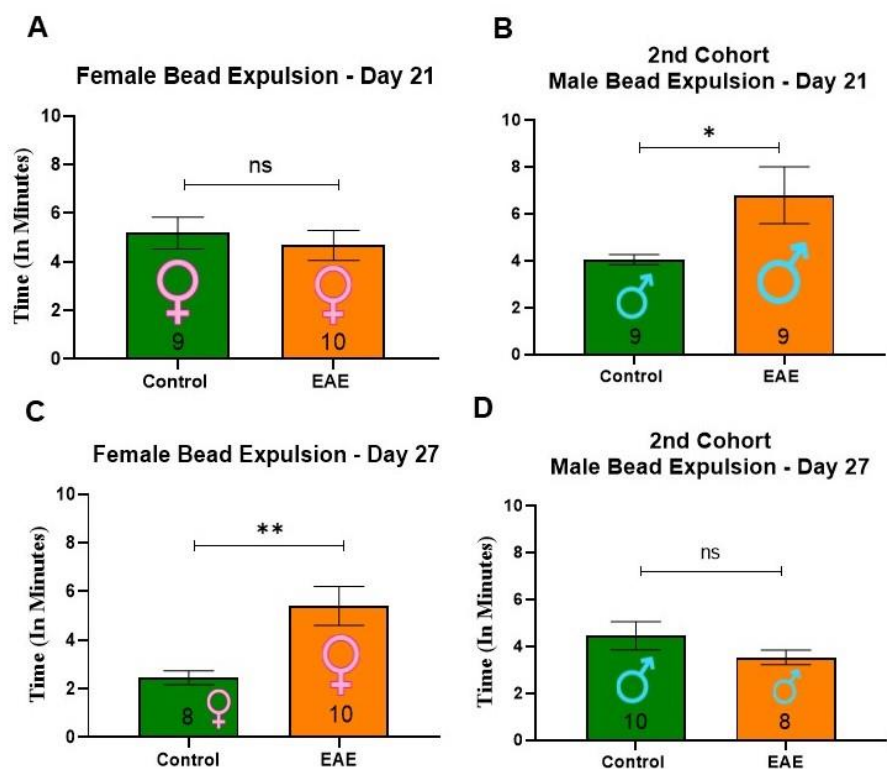 A
Female Bead Expulsion - Day 21
Time (In Minutes)
10
8
6
4
2
0
ns
9
10
Control
EAE
B
2nd Cohort
Male Bead Expulsion - Day 21
10
8
6
4
2
0
*
9
9
Control
EAE
C
Female Bead Expulsion - Day 27
Time (In Minutes)
10
8
6
4
2
0
**
8
10
Control
EAE
D
2nd Cohort
Male Bead Expulsion - Day 27
Time (In Minutes)
10
8
6
4
2
0
ns
10
8
Control
EAE